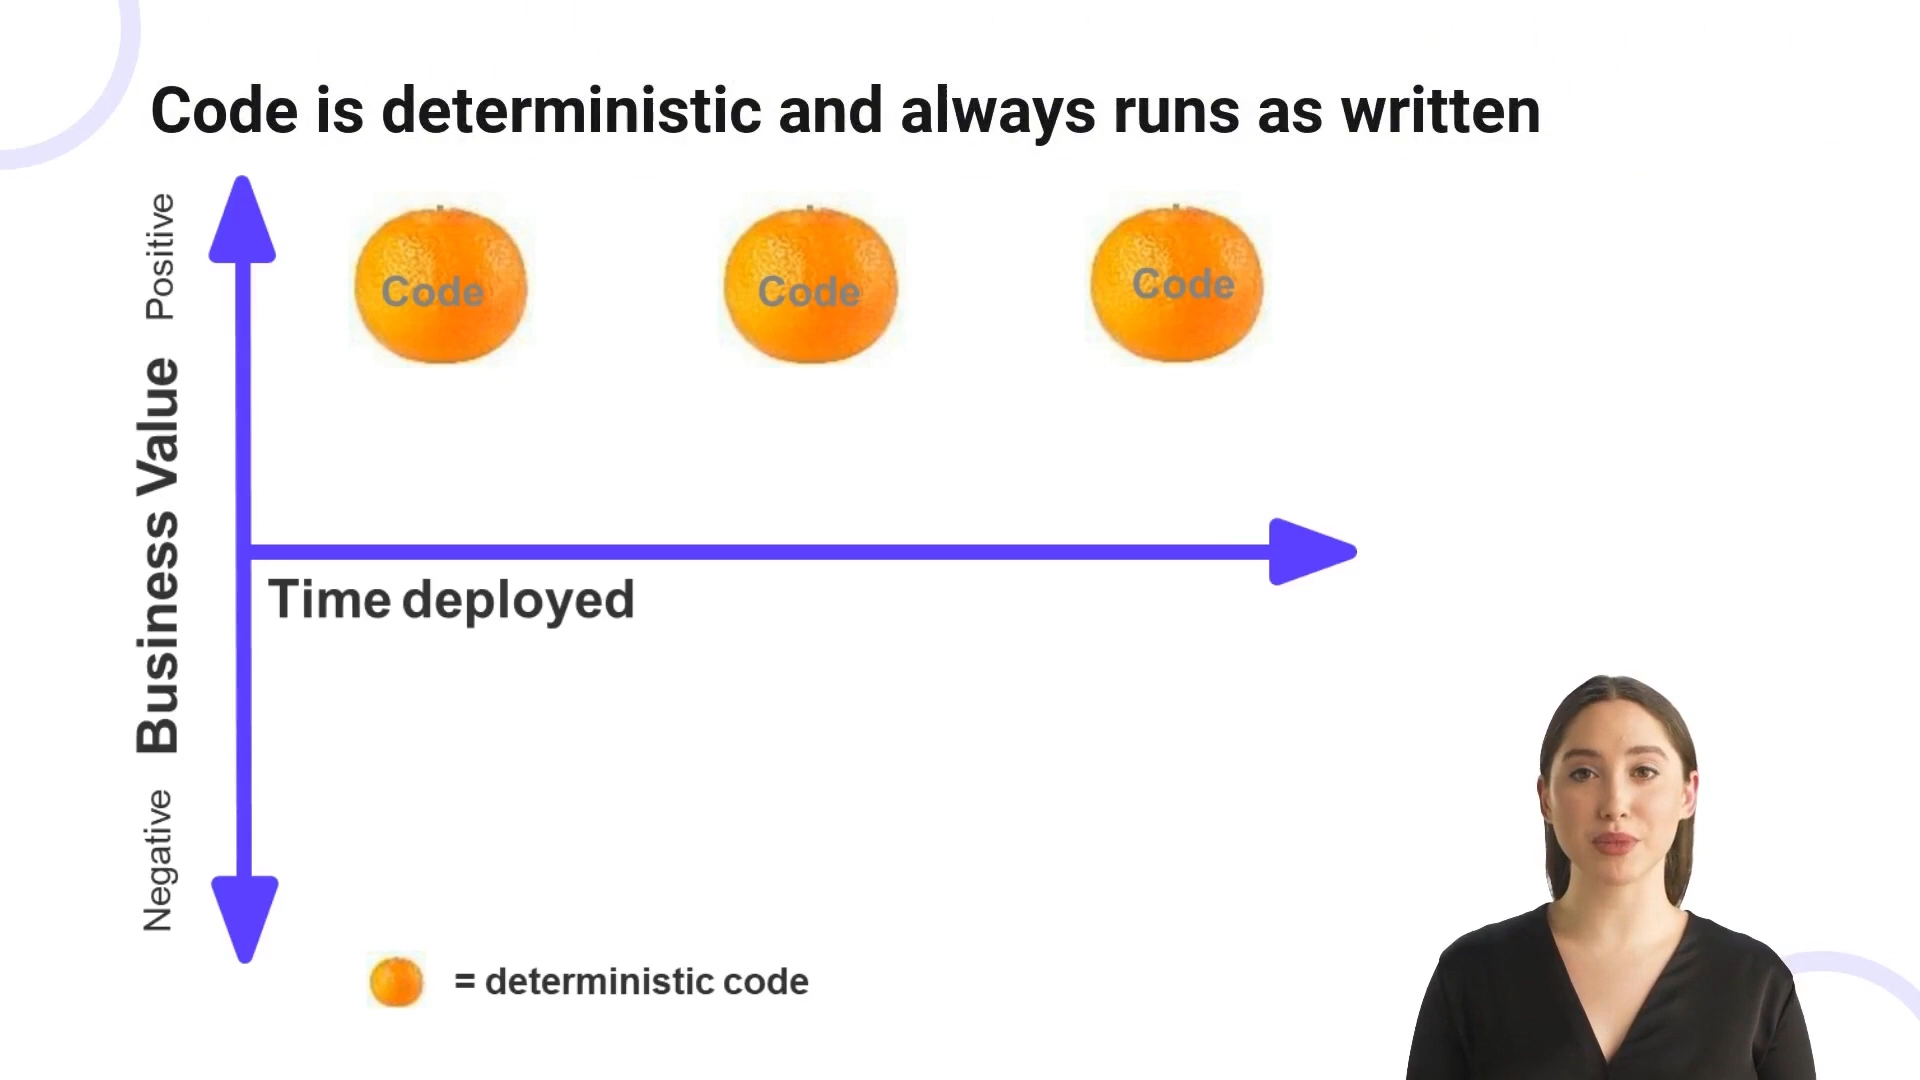 Code is deterministic and always runs as written
Positive
Business Value
Negative
Code
Code
Code
Time deployed
= deterministic code